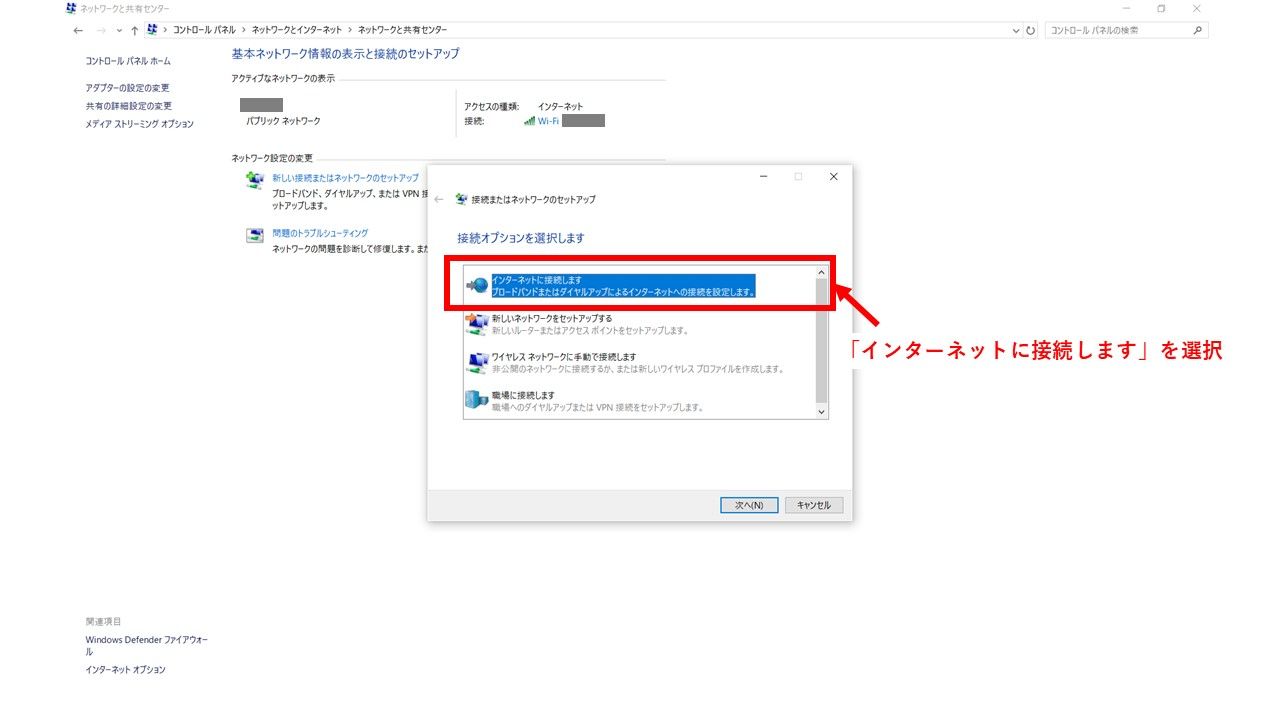 ネットワークと共有センター
コントロール パネル > ネットワークとインターネット > ネットワークと共有センター
コントロール パネルの検索
コントロール パネル ホーム
アダプターの設定の変更
共有の詳細設定の変更
メディア ストリーミング オプション
基本ネットワーク情報の表示と接続のセットアップ
アクティブなネットワークの表示
パブリック ネットワーク
アクセスの種類: インターネット
接続: Wi-Fi
ネットワーク設定の変更
新しい接続またはネットワークのセットアップ
ブロードバンド、ダイヤルアップ、または VPN 接
ットアップします。
問題のトラブルシューティング
ネットワークの問題を診断して修復します。また
接続またはネットワークのセットアップ
接続オプションを選択します
インターネットに接続します
ブロードバンドまたはダイヤルアップによるインターネットへの接続を設定します。
新しいネットワークをセットアップする
新しいルーターまたはアクセス ポイントをセットアップします。
ワイヤレス ネットワークに手動で接続します
非公開のネットワークに接続するか、または新しいワイヤレス プロファイルを作成します。
職場に接続します
職場へのダイヤルアップまたは VPN 接続をセットアップします。
次へ(N)
キャンセル
「インターネットに接続します」を選択
関連項目
Windows Defender ファイアウォー
ル
インターネット オプション